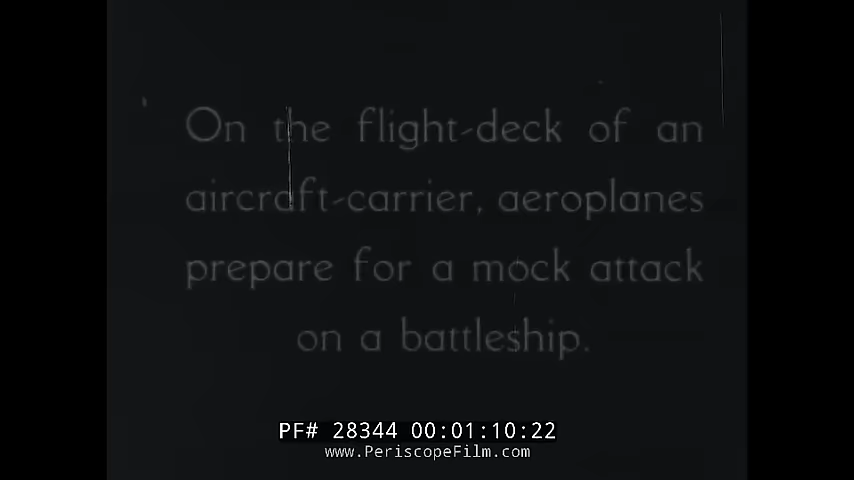 On the flight-deck of an
aircraft-carrier, aeroplanes
prepare for a mock attack
on a battleship.
PF# 28344 00:01:10:22
www.PeriscopeFilm.com